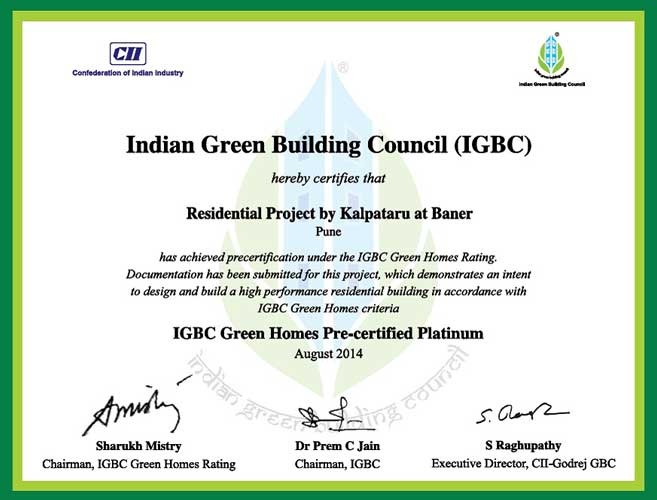 CII
Confederation of Indian Industry
indian green building council
Indian Green Building Council
®
Indian Green Building Council (IGBC)
hereby certifies that
Residential Project by Kalpataru at Baner
Pune
has achieved precertification under the IGBC Green Homes Rating.
Documentation has been submitted for this project, which demonstrates an intent
to design and build a high performance residential building in accordance with
IGBC Green Homes criteria
IGBC Green Homes Pre-certified Platinum
August 2014
indian green building council
Sharukh Mistry
Chairman, IGBC Green Homes Rating
Dr Prem C Jain
Chairman, IGBC
S Raghupathy
Executive Director, CII-Godrej GBC